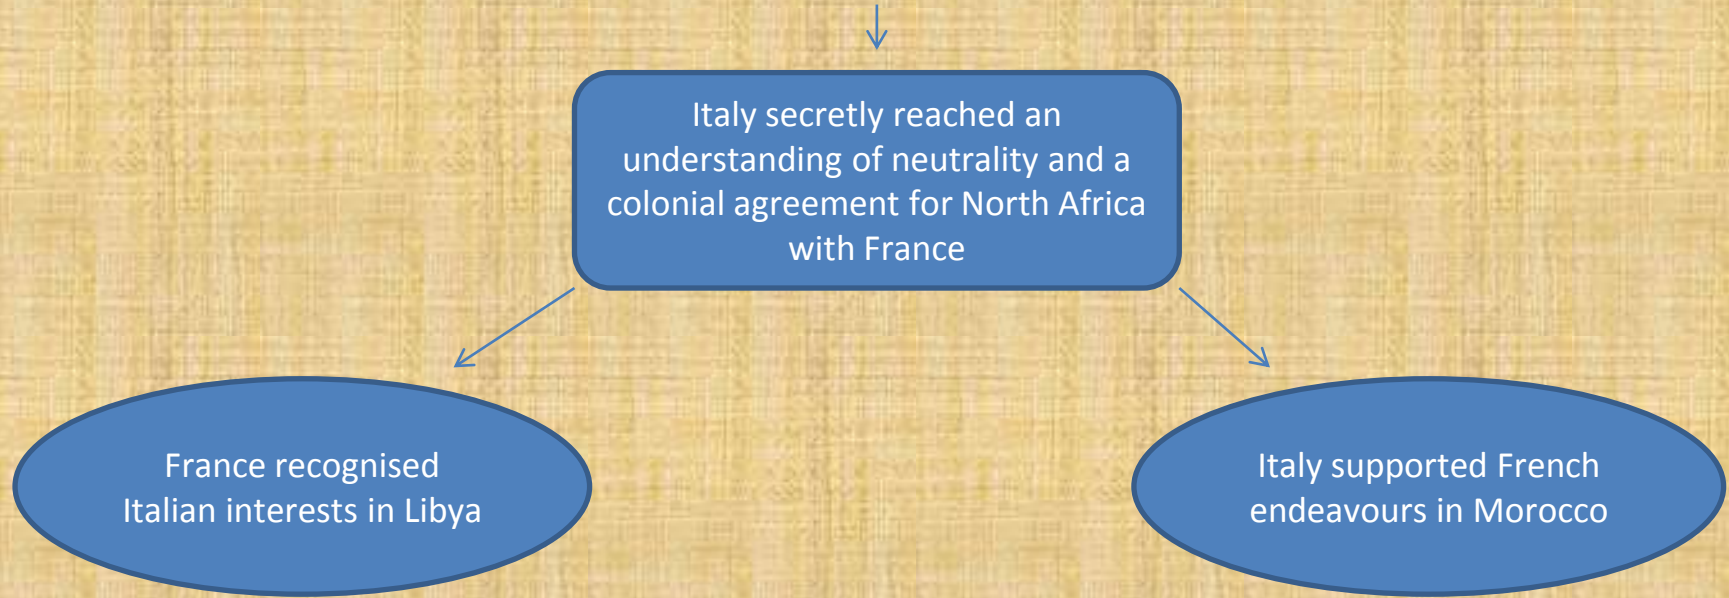 Italy secretly reached an
understanding of neutrality and a
colonial agreement for North Africa
with France
France recognised
Italian interests in Libya
Italy supported French
endeavours in Morocco